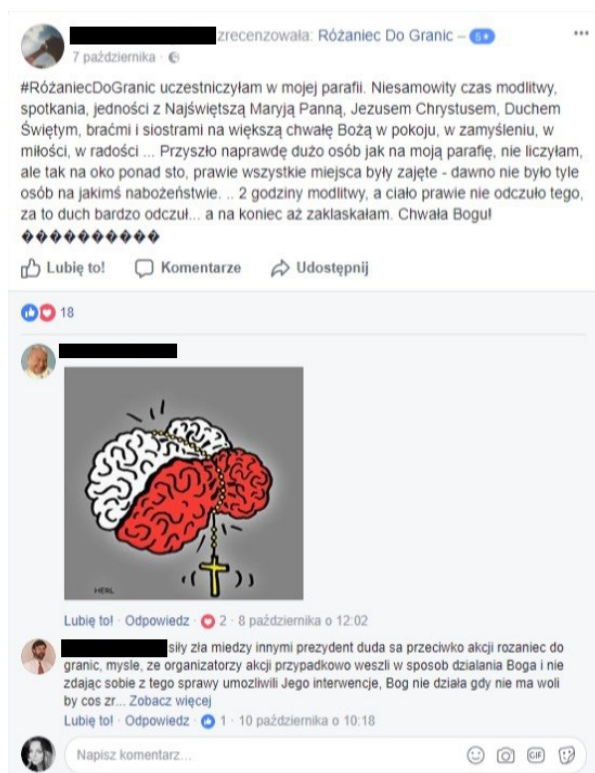 zrecenzowała: Różaniec Do Granic – 5★
7 października
#RóżaniecDoGranic uczestniczyłam w mojej parafii. Niesamowity czas modlitwy,
spotkania, jedności z Najświętszą Maryją Panną, Jezusem Chrystusem, Duchem
Świętym, braćmi i siostrami na większą chwałę Bożą w pokoju, w zamyśleniu, w
miłości, w radości ... Przyszło naprawdę dużo osób jak na moją parafię, nie liczyłam,
ale tak na oko ponad sto, prawie wszystkie miejsca były zajęte - dawno nie było tyle
osób na jakimś nabożeństwie. .. 2 godziny modlitwy, a ciało prawie nie odczuło tego,
za to duch bardzo odczuł... a na koniec aż zaklaskałam. Chwała Bogu!
�����������
Lubię to! Komentarze Udostępnij
18
HERL
Lubię to! · Odpowiedz · 2 · 8 października o 12:02
siły zła miedzy innymi prezydent duda sa przeciwko akcji rozaniec do
granic, mysle, ze organizatorzy akcji przypadkowo weszli w sposob dzialania Boga i nie
zdając sobie z tego sprawy umozliwili Jego interwencje, Bog nie działa gdy nie ma woli
by cos zr... Zobacz więcej
Lubię to! · Odpowiedz · 1 · 10 października o 10:18
Napisz komentarz...
GIF